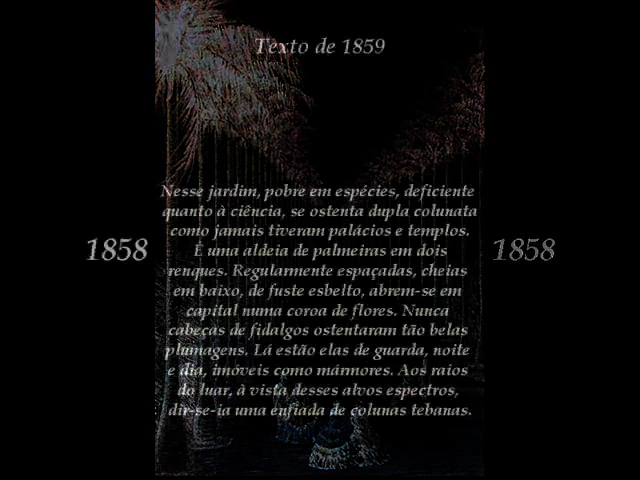 Texto de 1859
Nesse jardim, pobre em espécies, deficiente
quanto à ciência, se ostenta dupla colunata
como jamais tiveram palácios e templos.
É uma aldeia de palmeiras em dois
renques. Regularmente espaçadas, cheias
em baixo, de fuste esbelto, abrem-se em
capital numa coroa de flores. Nunca
cabeças de fidalgos ostentaram tão belas
plumagens. Lá estão elas de guarda, noite
e dia, imóveis como mármores. Aos raios
do luar, à vista desses alvos espectros,
dir-se-ia uma enfiada de colunas tebanas.
1858
1858